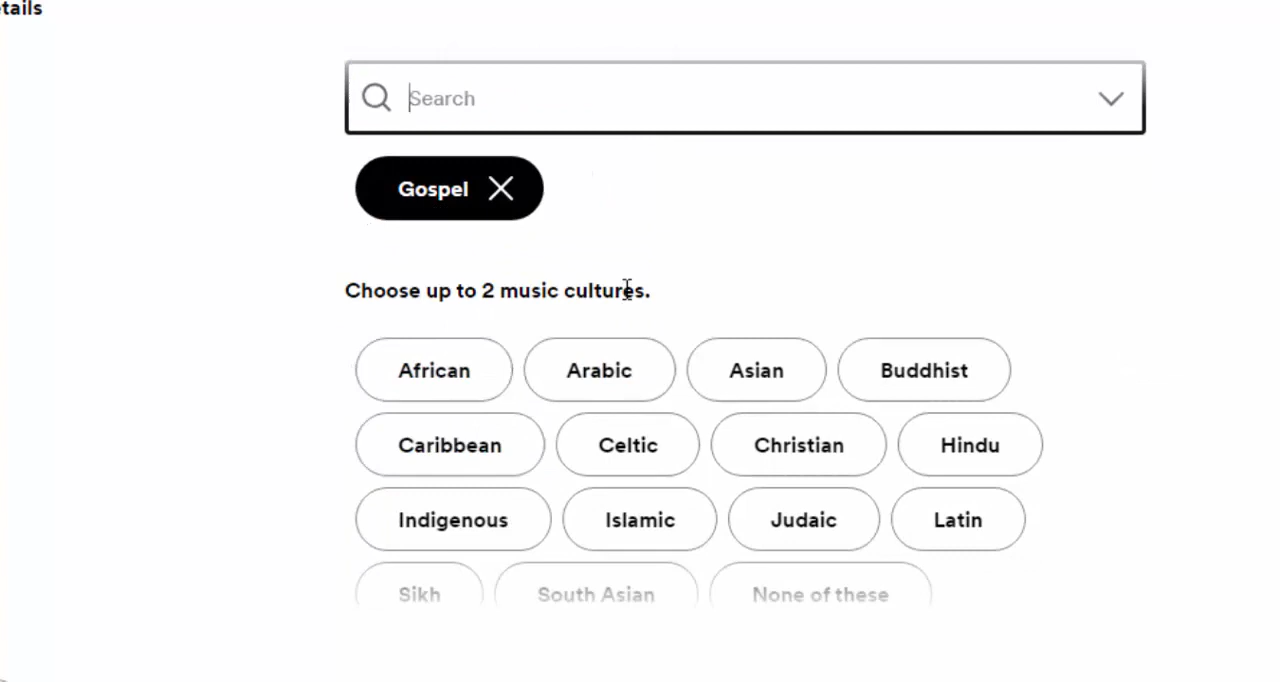 etails
Search
Gospel
Choose up to 2 music cultures.
African Arabic Asian Buddhist
Caribbean Celtic Christian Hindu
Indigenous Islamic Judaic Latin
Sikh South Asian None of these